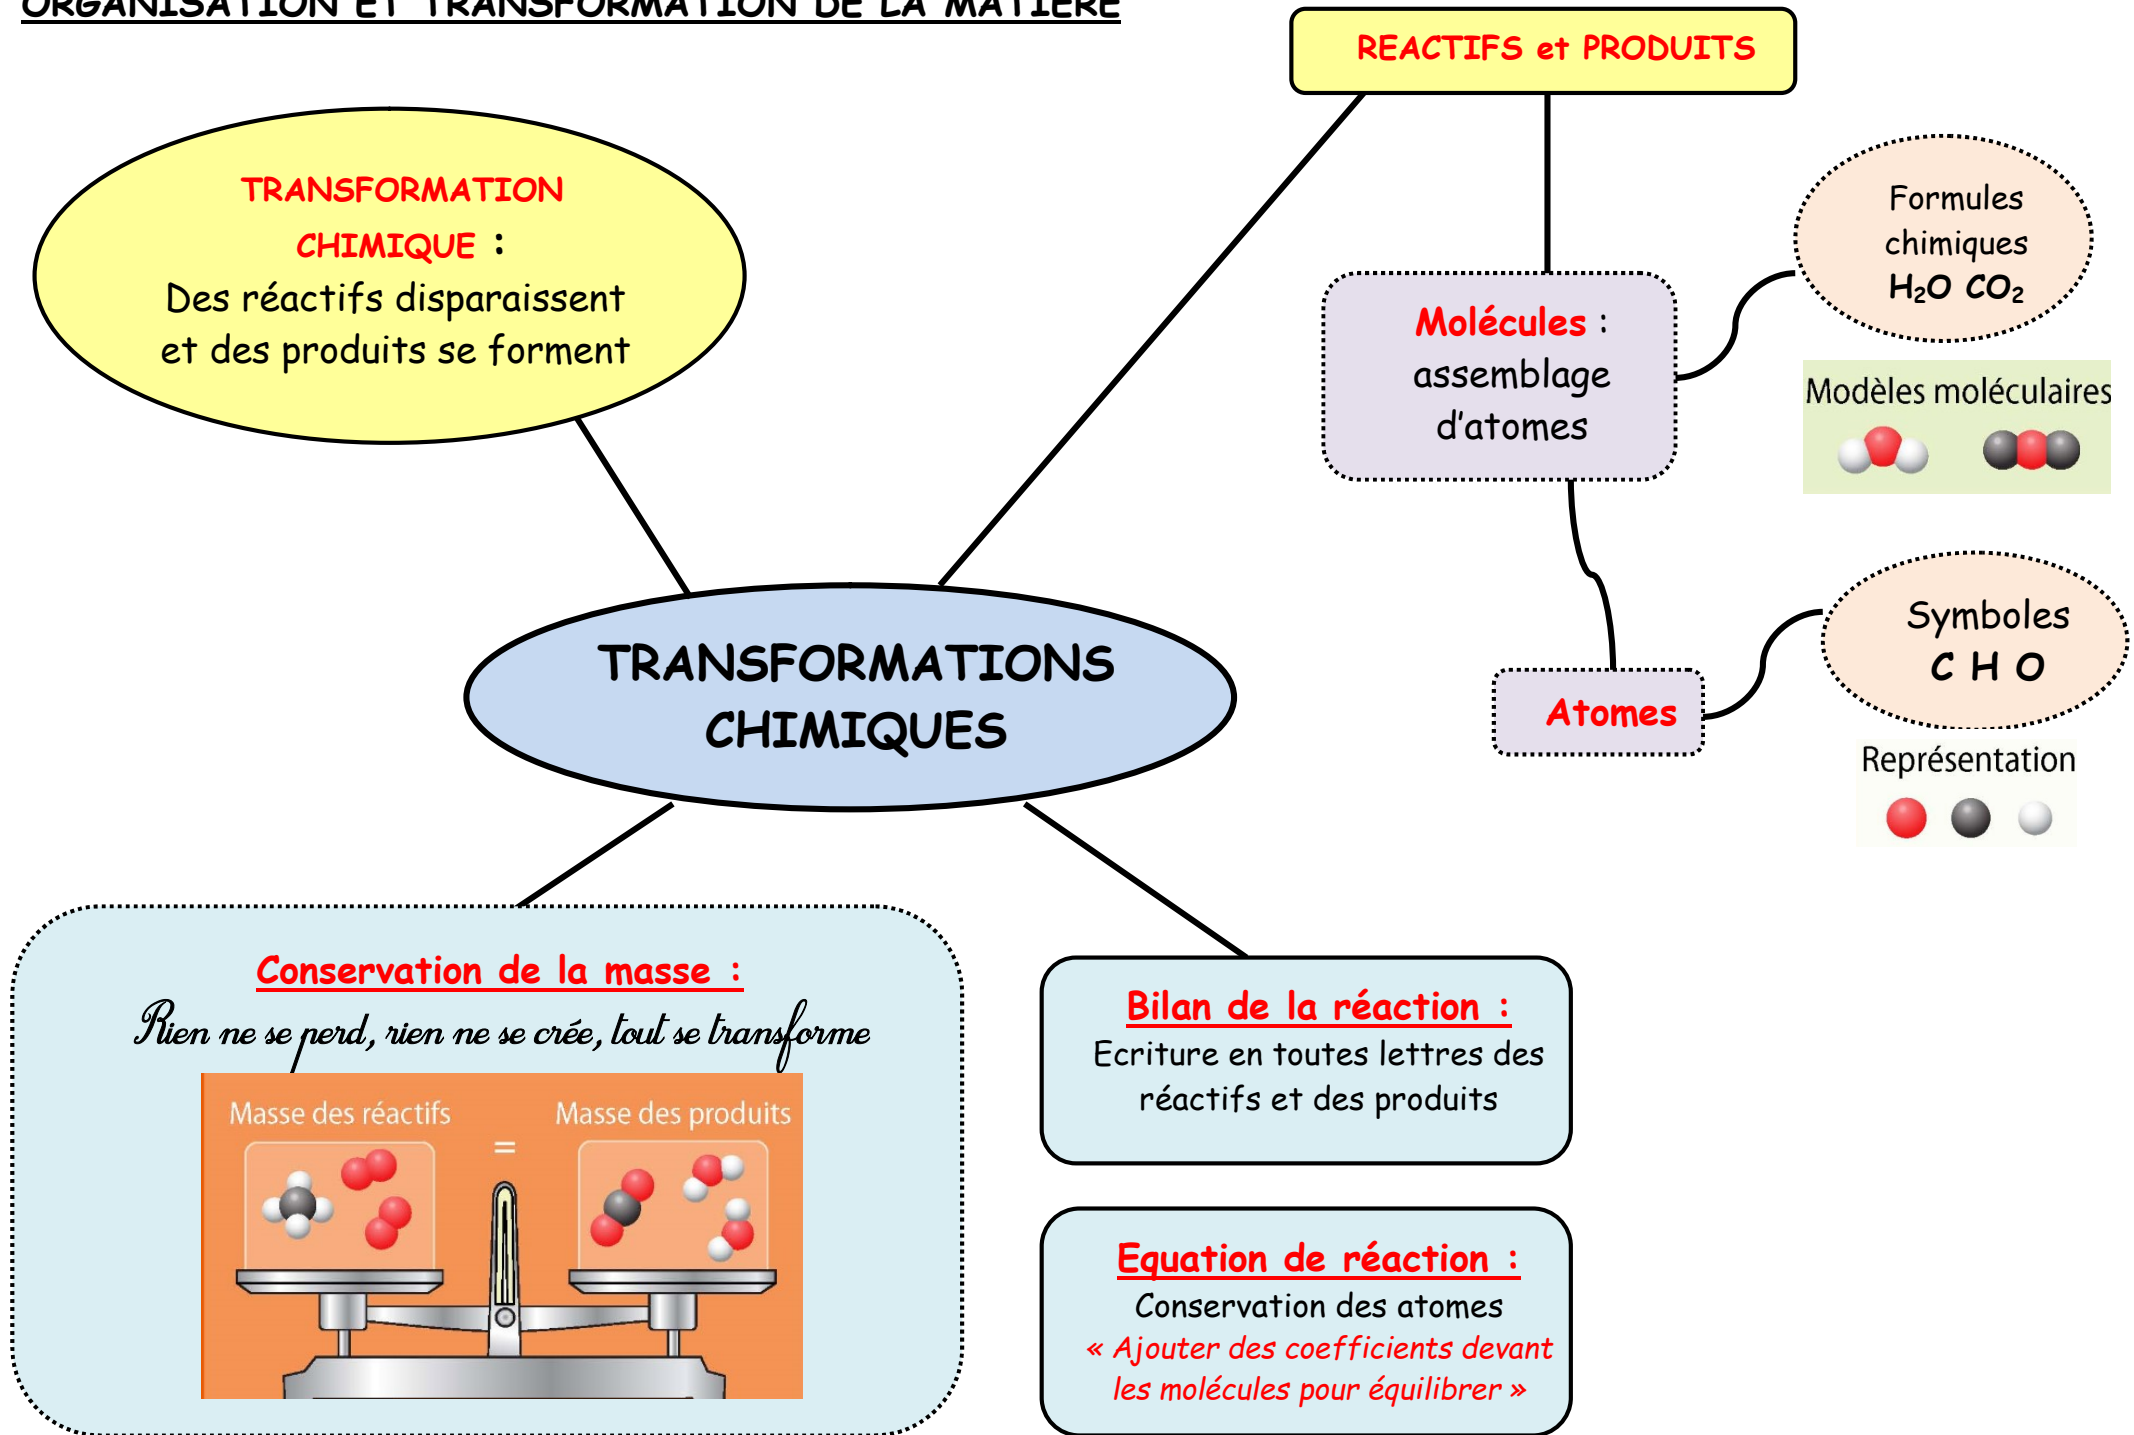 ORGANISATION ET TRANSFORMATION DE LA MATIERE
REACTIFS et PRODUITS
TRANSFORMATION
CHIMIQUE :
Des réactifs disparaissent
et des produits se forment
Formules
chimiques
H₂O CO₂
Molécules :
assemblage
d'atomes
Modèles moléculaires
TRANSFORMATIONS
CHIMIQUES
Symboles
C H O
Atomes
Représentation
Conservation de la masse :
Rien ne se perd, rien ne se crée, tout se transforme
Masse des réactifs
=
Masse des produits
Bilan de la réaction :
Ecriture en toutes lettres des
réactifs et des produits
Equation de réaction :
Conservation des atomes
« Ajouter des coefficients devant
les molécules pour équilibrer »